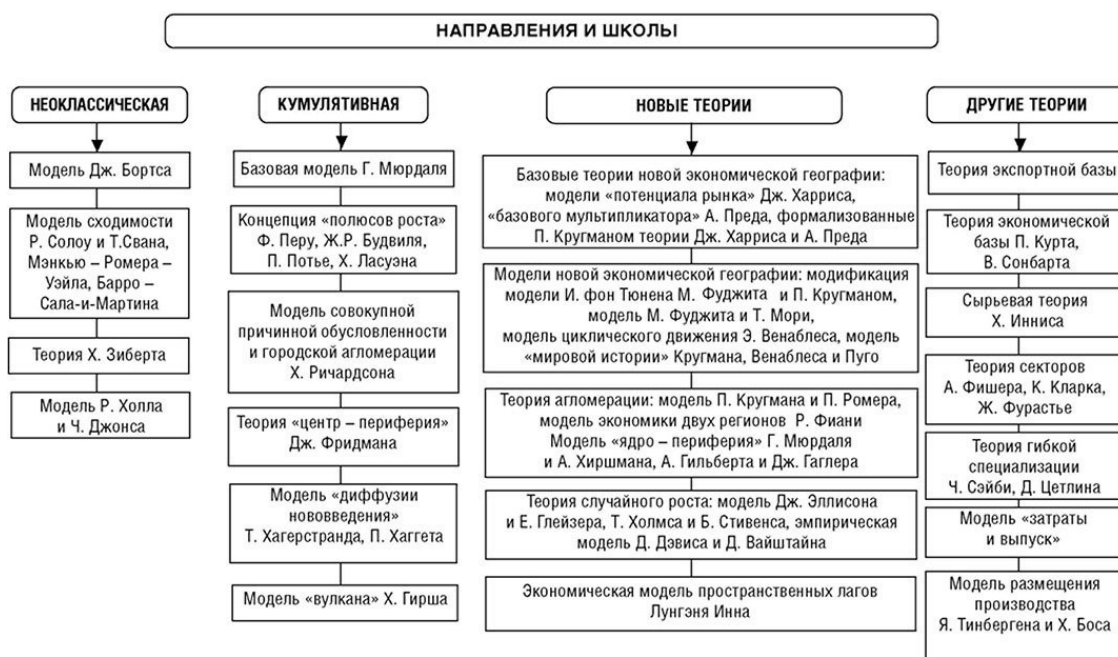 НАПРАВЛЕНИЯ И ШКОЛЫ
НЕОКЛАССИЧЕСКАЯ
Модель Дж. Бортса
Модель сходимости
Р. Солоу и Т.Свана,
Мэнкью – Ромера –
Уэйла, Барро –
Сала-и-Мартина
Теория Х. Зиберта
Модель Р. Холла
и Ч. Джонса
КУМУЛЯТИВНАЯ
Базовая модель Г. Мюрдаля
Концепция «полюсов роста»
Ф. Перу, Ж.Р. Будвиля,
П. Потье, Х. Ласуэна
Модель совокупной
причинной обусловленности
и городской агломерации
Х. Ричардсона
Теория «центр – периферия»
Дж. Фридмана
Модель «диффузии
нововведения»
Т. Хагерстранда, П. Хаггета
Модель «вулкана» Х. Гирша
НОВЫЕ ТЕОРИИ
Базовые теории новой экономической географии:
модели «потенциала рынка» Дж. Харриса,
«базового мультипликатора» А. Преда, формализованные
П. Кругманом теории Дж. Харриса и А. Преда
Модели новой экономической географии: модификация
модели И. фон Тюнена М. Фуджита и П. Кругманом,
модель М. Фуджита и Т. Мори,
модель циклического движения Э. Венаблеса, модель
«мировой истории» Кругмана, Венаблеса и Пуго
Теория агломерации: модель П. Кругмана и П. Ромера,
модель экономики двух регионов Р. Фиани
Модель «ядро – периферия» Г. Мюрдаля
и А. Хиршмана, А. Гильберта и Дж. Гаглера
Теория случайного роста: модель Дж. Эллисона
и Е. Глейзера, Т. Холмса и Б. Стивенса, эмпирическая
модель Д. Дэвиса и Д. Вайштайна
Экономическая модель пространственных лагов
Лунгэня Инна
ДРУГИЕ ТЕОРИИ
Теория экспортной базы
Теория экономической
базы П. Курта,
В. Сонбарта
Сырьевая теория
Х. Инниса
Теория секторов
А. Фишера, К. Кларка,
Ж. Фурастье
Теория гибкой
специализации
Ч. Сэйби, Д. Цетлина
Модель «затраты
и выпуск»
Модель размещения
производства
Я. Тинбергена и Х. Боса